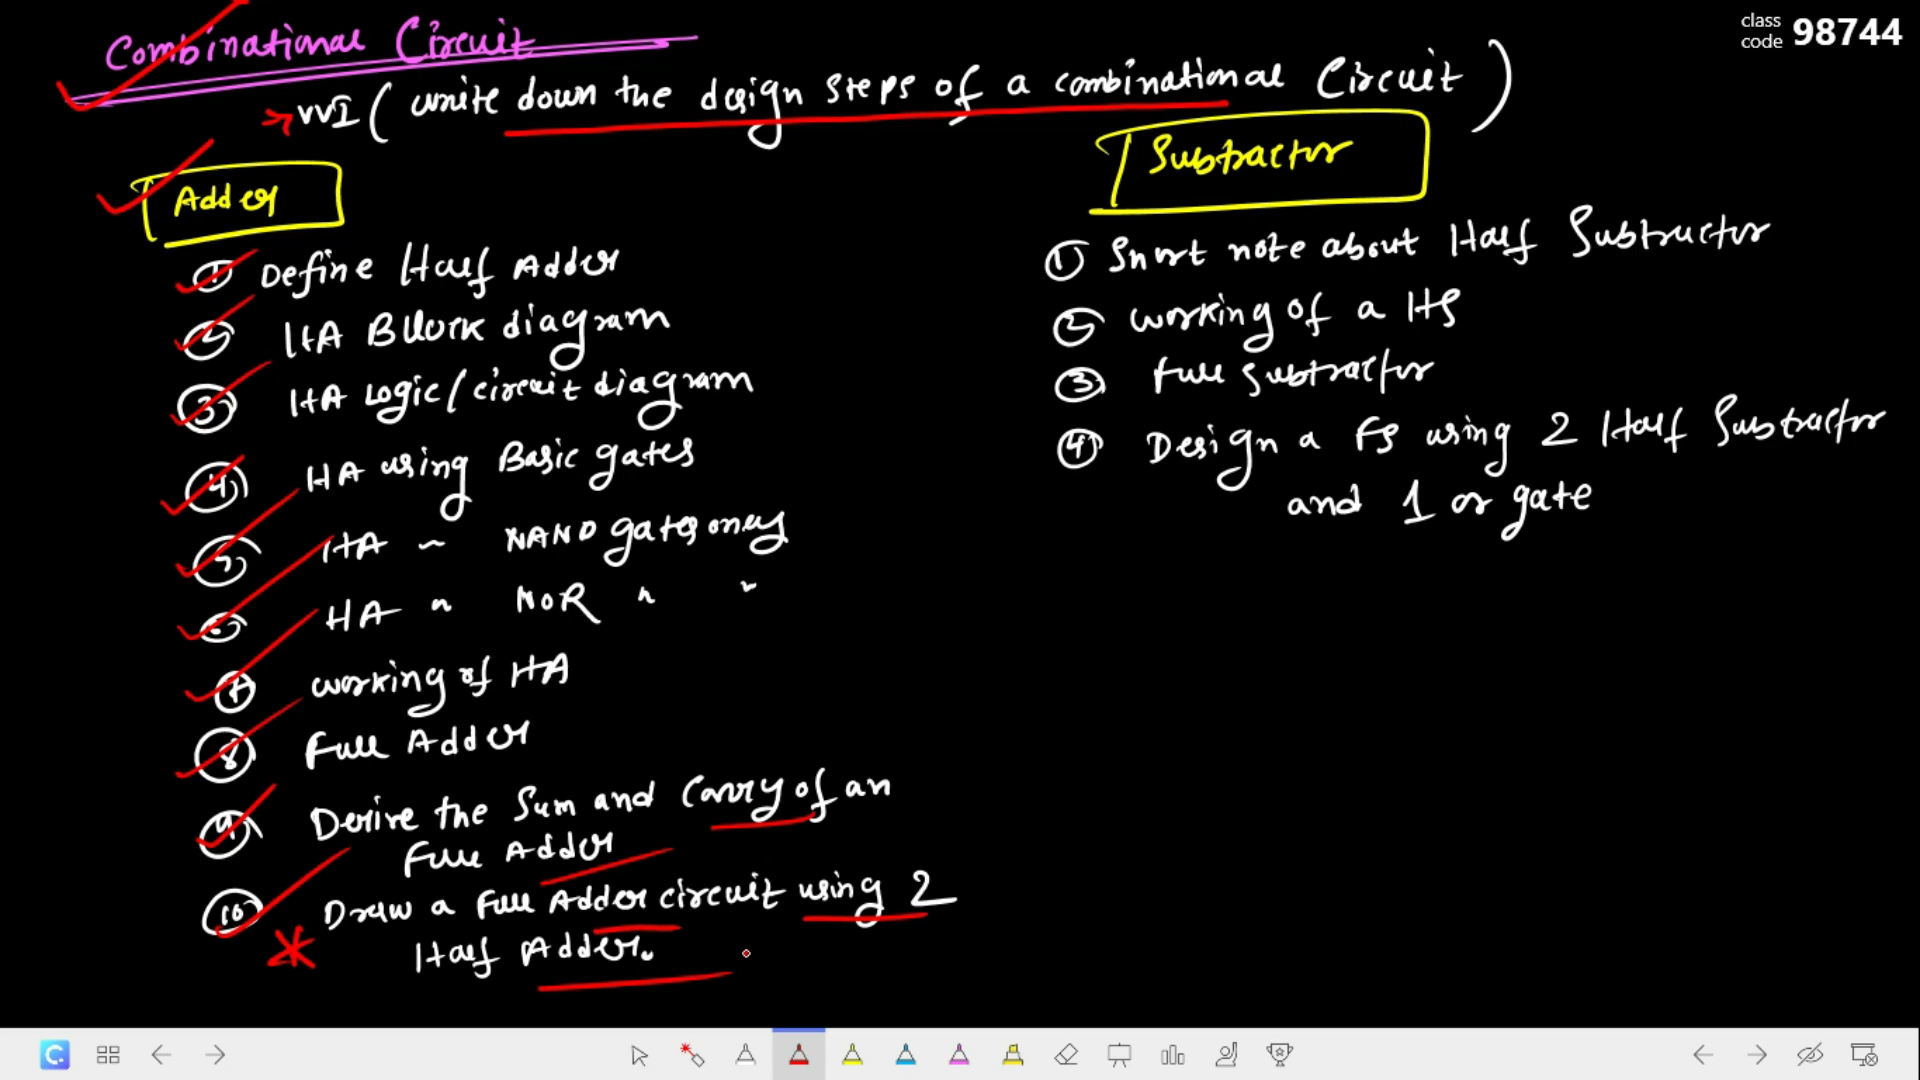 Combinational Circuit
class code 98744
→ VVI ( write down the design steps of a combinational Circuit )
Adder
① Define Half Adder
② HA Block diagram
③ HA Logic/circuit diagram
④ HA using Basic gates
⑤ HA " NAND gates only
⑥ HA " NOR " "
⑦ working of HA
⑧ Full Adder
⑨ Derive the Sum and Carry of an
Full Adder
⑩ Draw a Full Adder circuit using 2
Half Adder.
Subtractor
① Short note about Half Subtractor
② working of a HS
③ Full Subtractor
④ Design a FS using 2 Half Subtractor
and 1 or gate